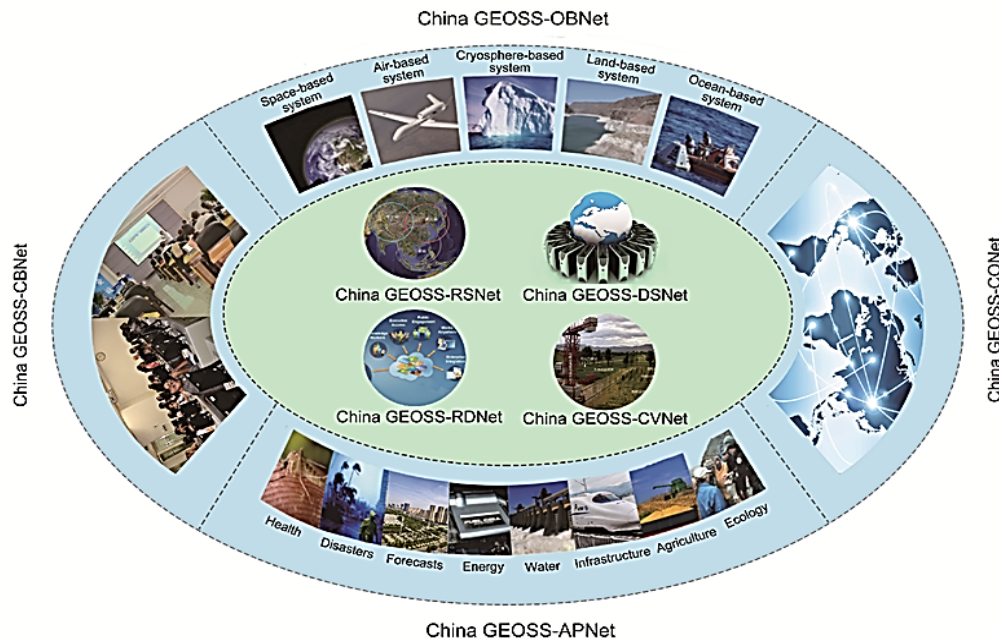 China GEOSS-OBNet
Space-based
system
Air-based
system
Cryosphere-based
system
Land-based
system
Ocean-based
system
China GEOSS-CBNet
China GEOSS-CONet
China GEOSS-RSNet
China GEOSS-DSNet
China GEOSS-RDNet
China GEOSS-CVNet
Health
Disasters
Forecasts
Energy
Water
Infrastructure
Agriculture
Ecology
China GEOSS-APNet